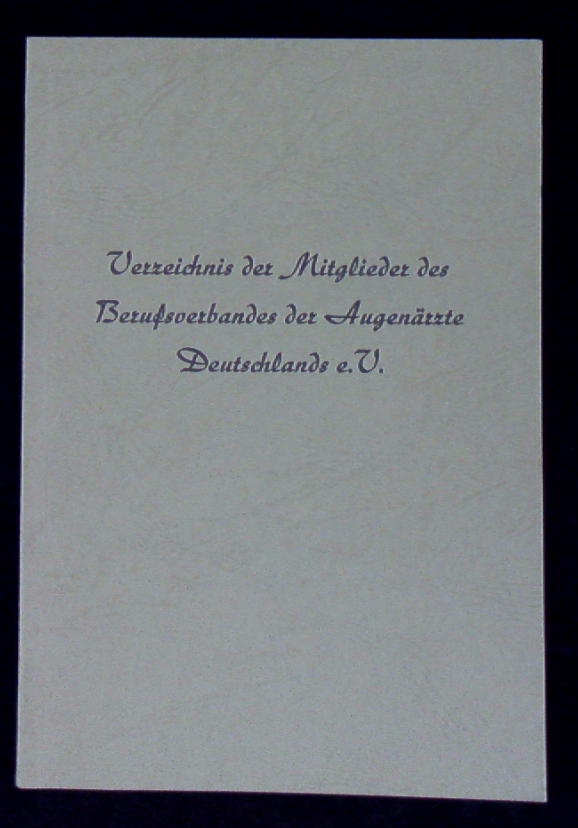 Verzeichnis der Mitglieder des
Berufsverbandes der Augenärzte
Deutschlands e.V.